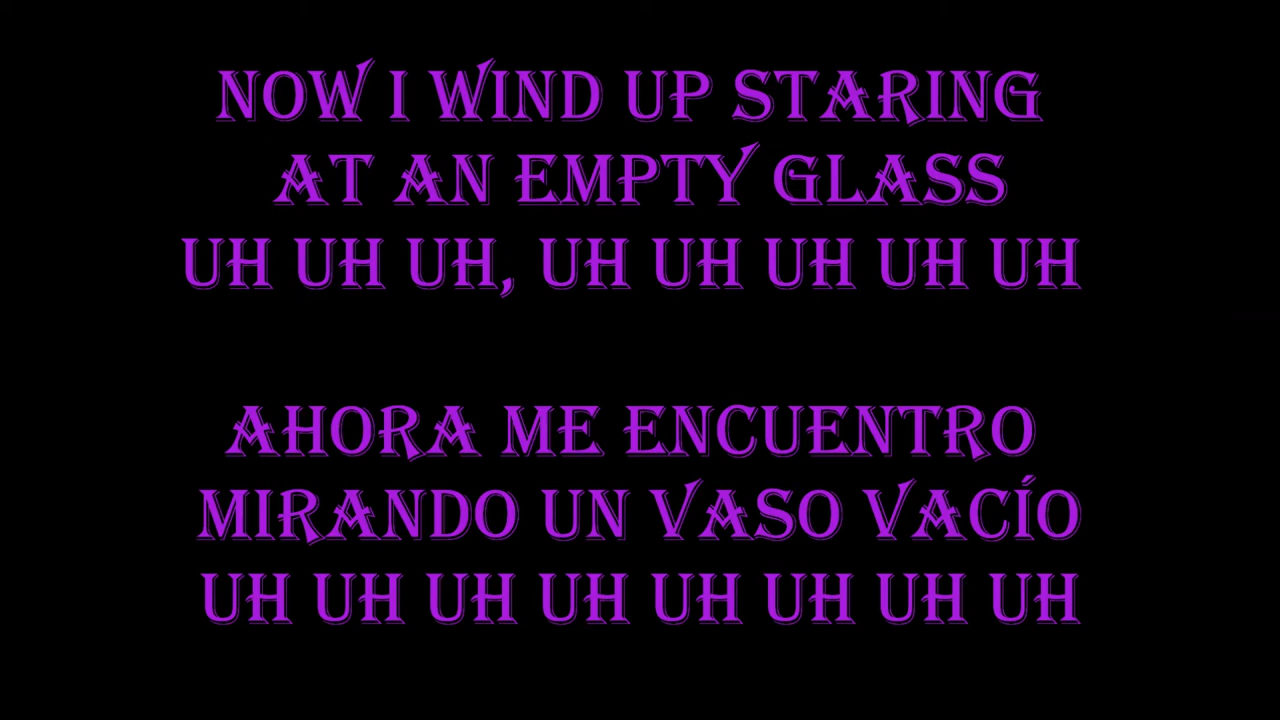 NOW I WIND UP STARING
AT AN EMPTY GLASS
UH UH UH, UH UH UH UH UH
AHORA ME ENCUENTRO
MIRANDO UN VASO VACÍO
UH UH UH UH UH UH UH UH